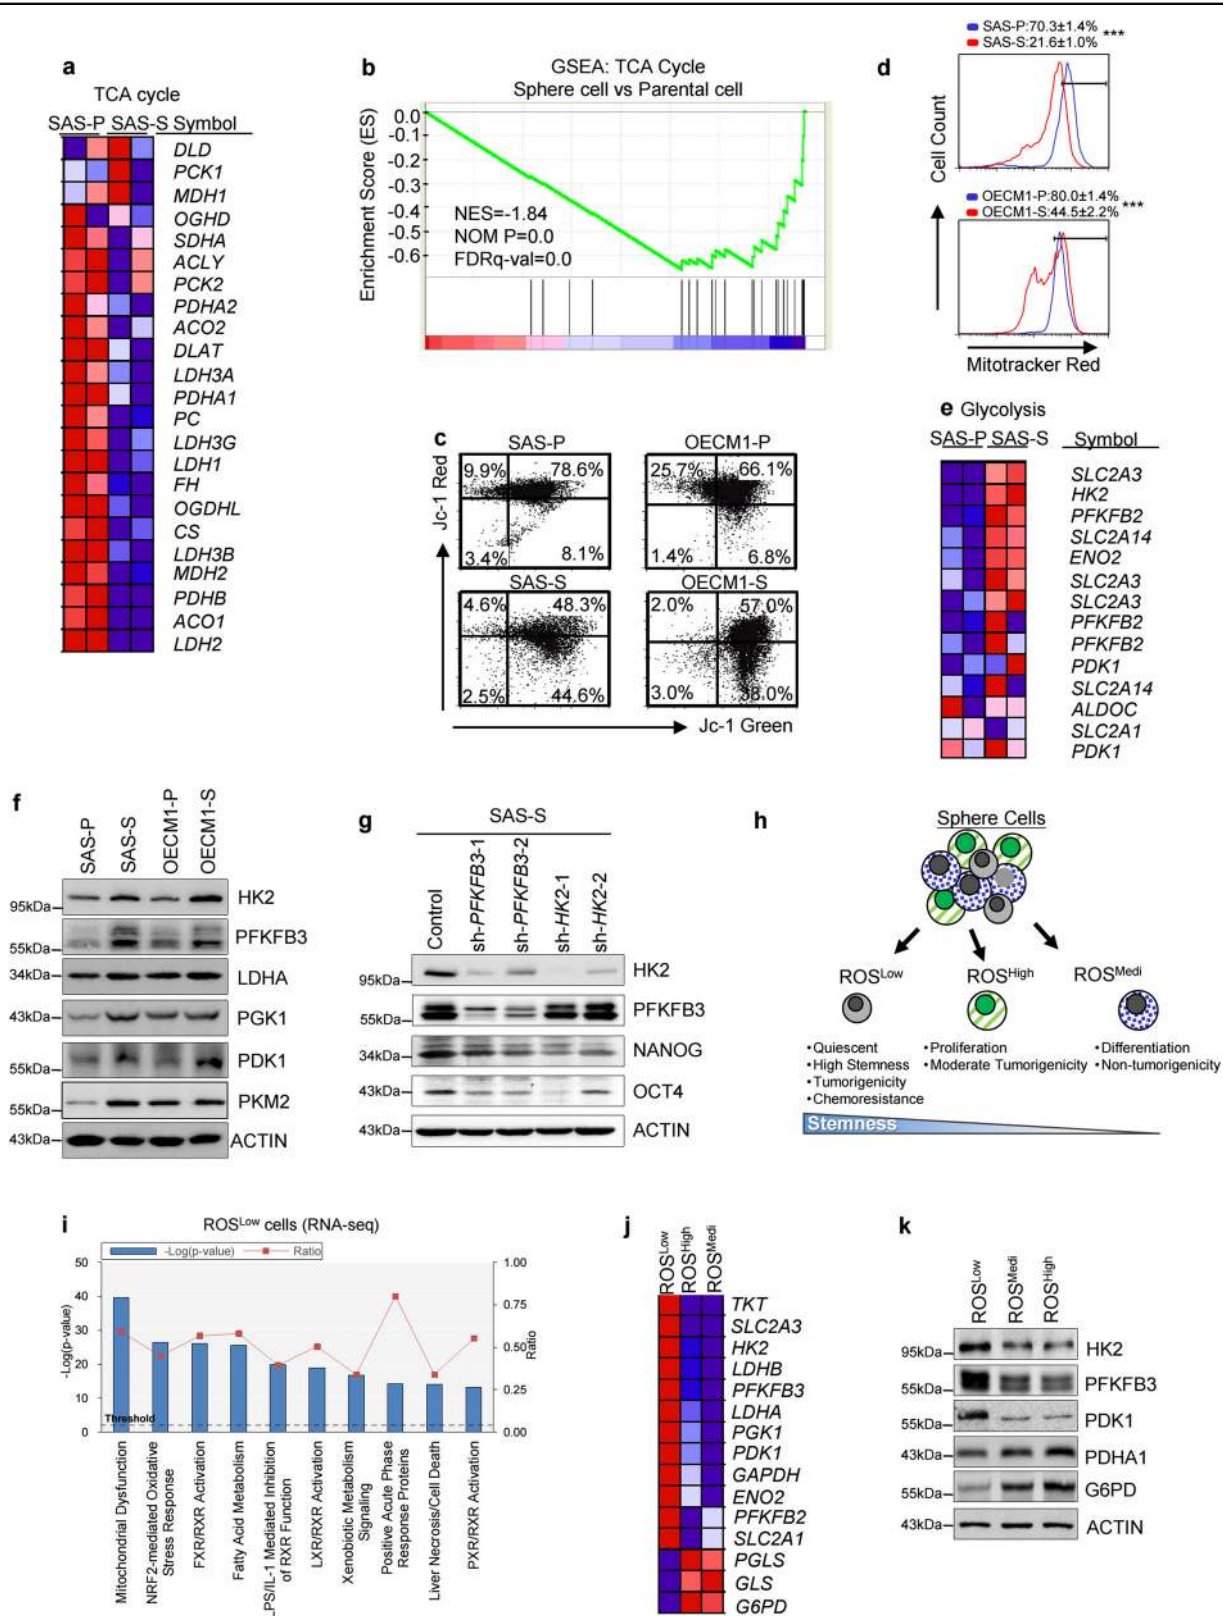 a
TCA cycle
SAS-P SAS-S Symbol
DLD
PCK1
MDH1
OGHD
SDHA
ACLY
PCK2
PDHA2
ACO2
DLAT
LDH3A
PDHA1
PC
LDH3G
LDH1
FH
OGDHL
CS
LDH3B
MDH2
PDHB
ACO1
LDH2
b
GSEA: TCA Cycle
Sphere cell vs Parental cell
Enrichment Score (ES)
0.0
-0.1
-0.2
-0.3
-0.4
-0.5
-0.6
NES=-1.84
NOM P=0.0
FDRq-val=0.0
c
SAS-P
OECM1-P
9.9% 78.6%
25.7% 66.1%
3.4% 8.1%
1.4% 6.8%
SAS-S
OECM1-S
4.6% 48.3%
2.0% 57.0%
2.5% 44.6%
3.0% 38.0%
Jc-1 Red
Jc-1 Green
d
SAS-P:70.3±1.4%
SAS-S:21.6±1.0%
***
OECM1-P:80.0±1.4%
OECM1-S:44.5±2.2%
***
Cell Count
Mitotracker Red
e Glycolysis
SAS-P SAS-S Symbol
SLC2A3
HK2
PFKFB2
SLC2A14
ENO2
SLC2A3
SLC2A3
PFKFB2
PFKFB2
PDK1
SLC2A14
ALDOC
SLC2A1
PDK1
f
SAS-P
SAS-S
OECM1-P
OECM1-S
95kDa HK2
55kDa PFKFB3
34kDa LDHA
43kDa PGK1
55kDa PDK1
55kDa PKM2
43kDa ACTIN
g
SAS-S
Control
sh-PFKFB3-1
sh-PFKFB3-2
sh-HK2-1
sh-HK2-2
95kDa HK2
55kDa PFKFB3
34kDa NANOG
43kDa OCT4
43kDa ACTIN
h
Sphere Cells
ROSLow
ROSHigh
ROSMedi
•Quiescent
•High Stemness
•Tumorigenicity
•Chemoresistance
•Proliferation
•Moderate Tumorigenicity
•Differentiation
•Non-tumorigenicity
Stemness
i
ROSLow cells (RNA-seq)
-Log(p-value) Ratio
-Log(p-value)
50
40
30
20
10
0
1.00
0.75
0.50
0.25
0.00
Ratio
Threshold
Mitochondrial Dysfunction
NRF2-mediated Oxidative
Stress Response
FXR/RXR Activation
Fatty Acid Metabolism
LPS/IL-1 Mediated Inhibition
of RXR Function
LXR/RXR Activation
Xenobiotic Metabolism
Signaling
Positive Acute Phase
Response Proteins
Liver Necrosis/Cell Death
PXR/RXR Activation
j
ROSLow
ROSHigh
ROSMedi
TKT
SLC2A3
HK2
LDHB
PFKFB3
LDHA
PGK1
PDK1
GAPDH
ENO2
PFKFB2
SLC2A1
PGLS
GLS
G6PD
k
ROSLow
ROSMedi
ROSHigh
95kDa HK2
55kDa PFKFB3
55kDa PDK1
43kDa PDHA1
55kDa G6PD
43kDa ACTIN